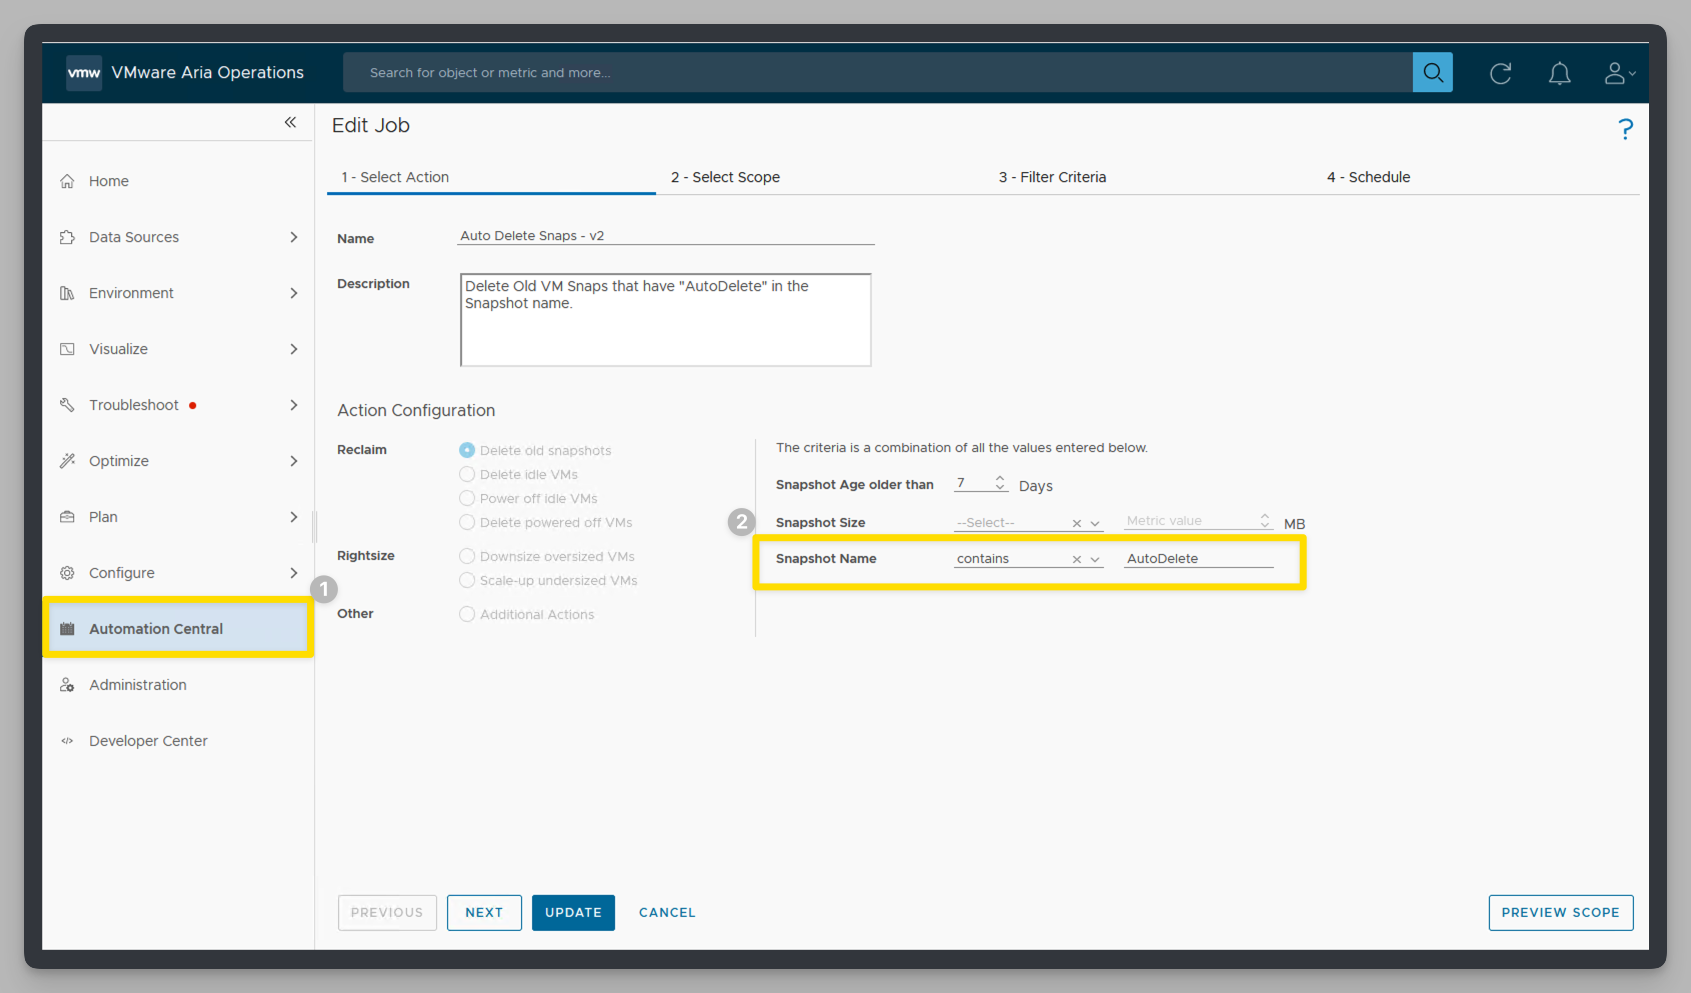 vmw VMware Aria Operations
Search for object or metric and more...
Edit Job
?
Home
Data Sources
Environment
Visualize
Troubleshoot
Optimize
Plan
Configure
1
Automation Central
Administration
Developer Center
1 - Select Action
2 - Select Scope
3 - Filter Criteria
4 - Schedule
Name
Auto Delete Snaps - v2
Description
Delete Old VM Snaps that have "AutoDelete" in the
Snapshot name.
Action Configuration
Reclaim
Delete old snapshots
Delete idle VMs
Power off idle VMs
Delete powered off VMs
Rightsize
Downsize oversized VMs
Scale-up undersized VMs
Other
Additional Actions
The criteria is a combination of all the values entered below.
Snapshot Age older than 7 Days
2
Snapshot Size --Select-- Metric value MB
Snapshot Name contains AutoDelete
PREVIOUS
NEXT
UPDATE
CANCEL
PREVIEW SCOPE